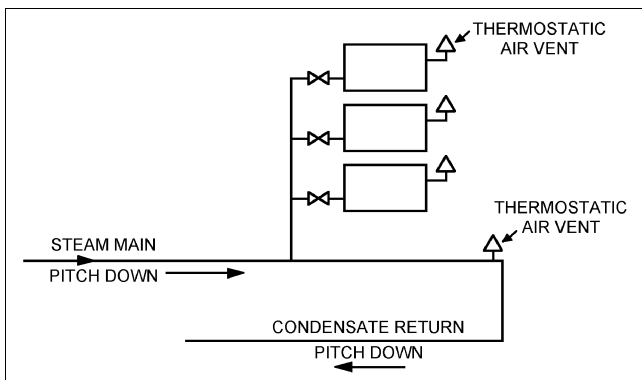 THERMOSTATIC
AIR VENT
THERMOSTATIC
AIR VENT
STEAM MAIN
PITCH DOWN
CONDENSATE RETURN
PITCH DOWN